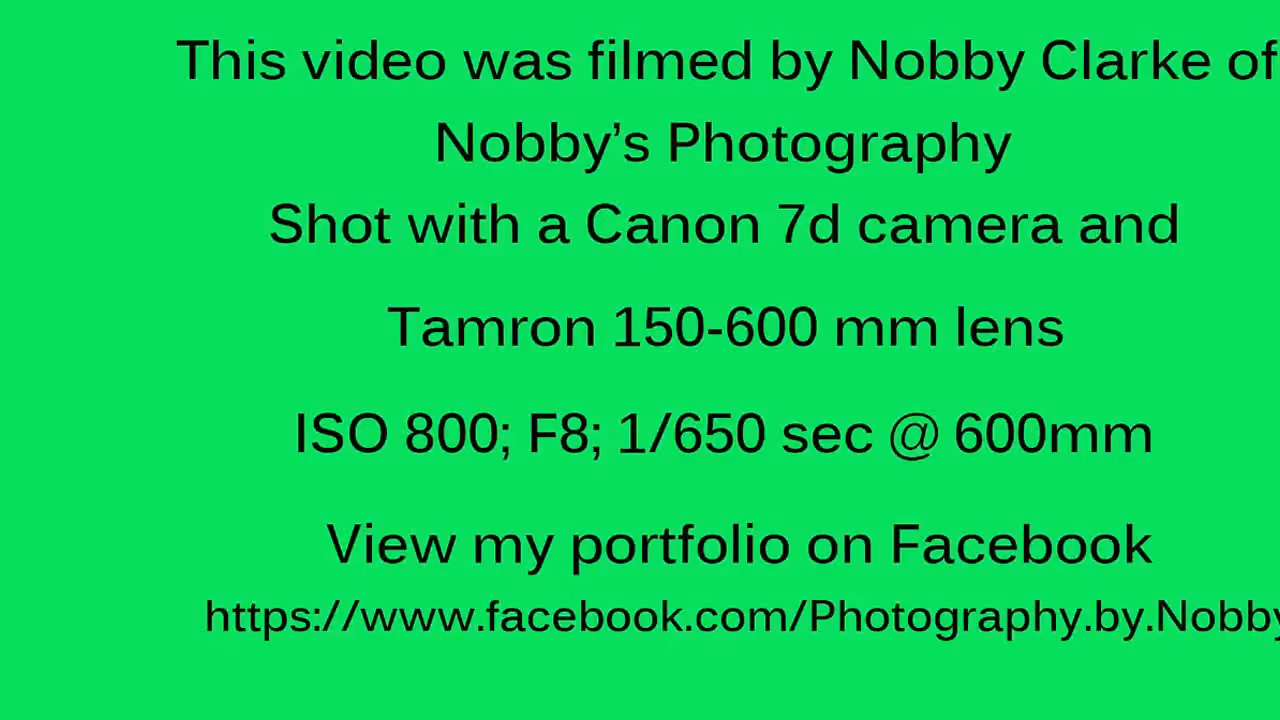 This video was filmed by Nobby Clarke of
Nobby’s Photography
Shot with a Canon 7d camera and
Tamron 150-600 mm lens
ISO 800; F8; 1/650 sec @ 600mm
View my portfolio on Facebook
https://www.facebook.com/Photography.by.Nobby